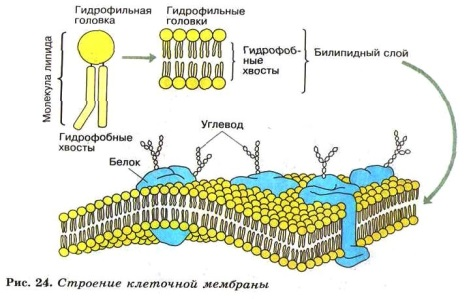 Гидрофильная
головка
Гидрофильные
головки
Молекула липида
Гидрофоб-
ные
хвосты
Билипидный слой
Гидрофобные
хвосты
Углевод
Белок
Рис. 24. Строение клеточной мембраны